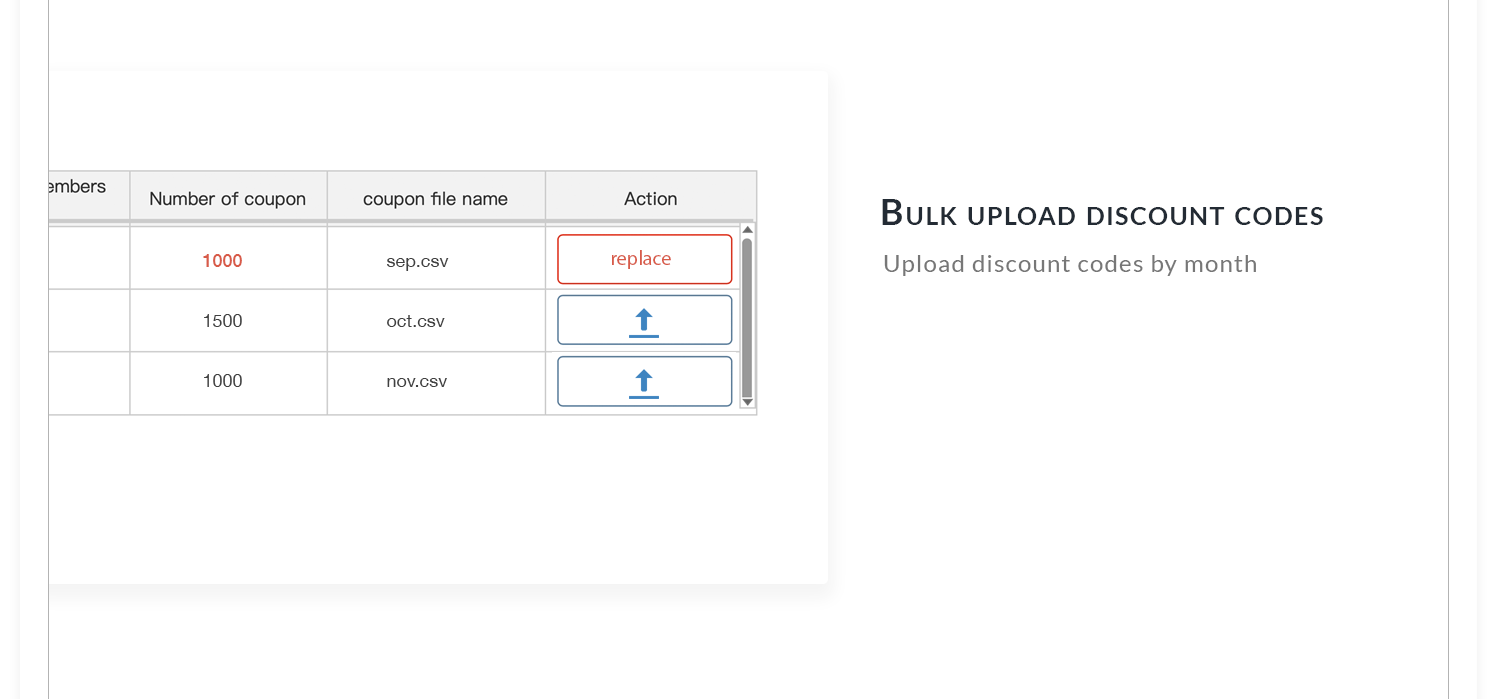 Number of coupon coupon file name Action
1000 sep.csv replace
1500 oct.csv
1000 nov.csv
Bulk upload discount codes
Upload discount codes by month